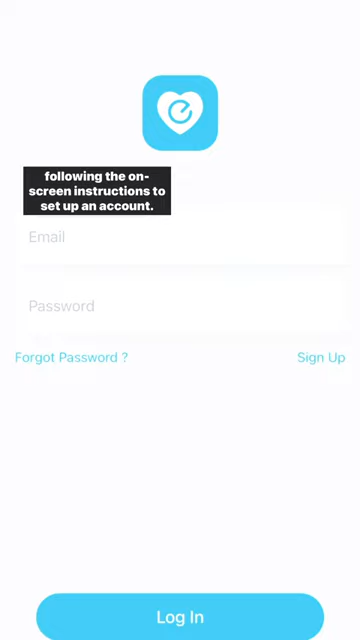 following the on-
screen instructions to
set up an account.
Email
Password
Forgot Password ?
Sign Up
Log In